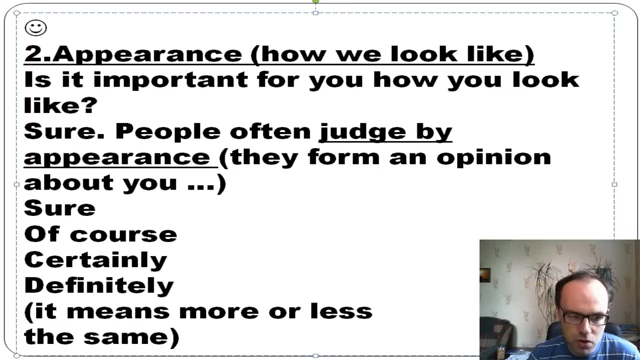 2.Appearance (how we look like)
Is it important for you how you look
like?
Sure. People often judge by
appearance (they form an opinion
about you ...)
Sure
Of course
Certainly
Definitely
(it means more or less
the same)